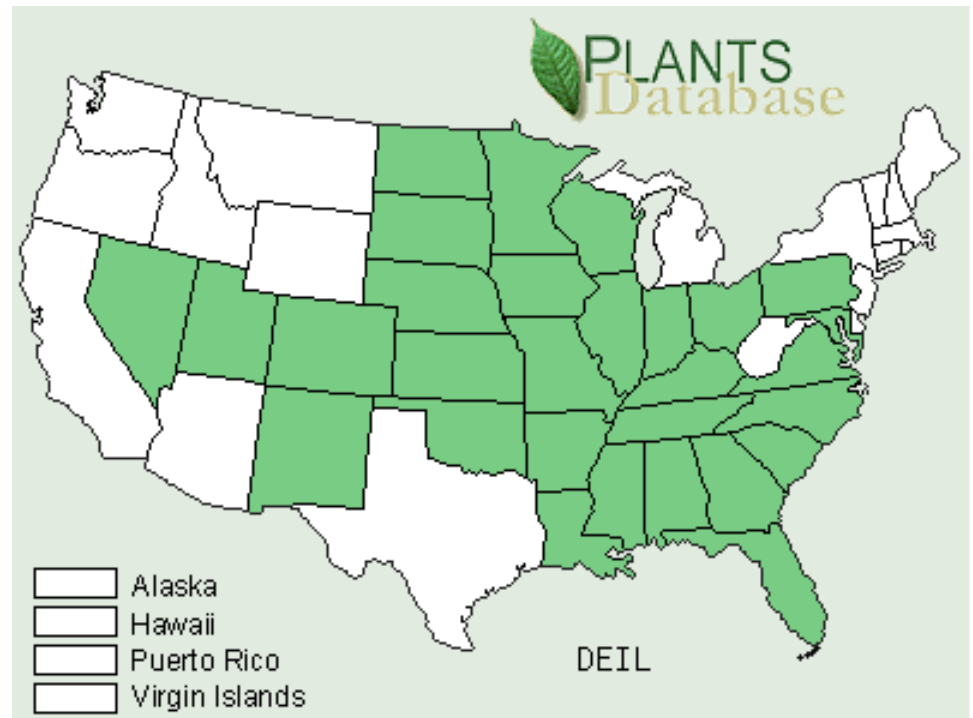 PLANTS
Database
Alaska
Hawaii
Puerto Rico
Virgin Islands
DEIL